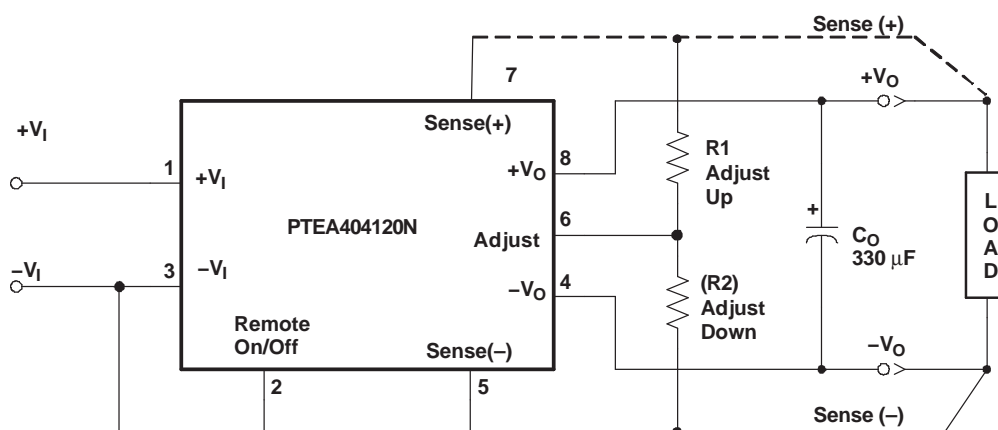 Sense (+)
7
+VO
+VI
Sense(+)
1
+VI
+VO
8
R1
Adjust
Up
PTEA404120N
Adjust
6
+
CO
330 µF
L
O
A
D
−VI
3
−VI
−VO
4
(R2)
Adjust
Down
Remote
On/Off
Sense(–)
−VO
2
5
Sense (–)